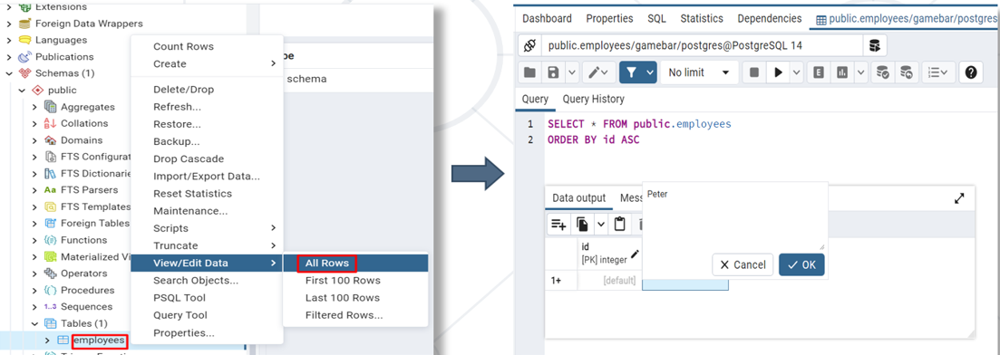 Extensions
Foreign Data Wrappers
Languages
Publications
Schemas (1)
public
Aggregates
Collations
Domains
FTS Configurat
FTS Dictionarie
FTS Parsers
FTS Templates
Foreign Tables
Functions
Materialized Vi
Operators
Procedures
1..3 Sequences
Tables (1)
employees
Count Rows
Create
Delete/Drop
Refresh...
Restore...
Backup...
Drop Cascade
Import/Export Data...
Reset Statistics
Maintenance...
Scripts
Truncate
View/Edit Data
Search Objects...
PSQL Tool
Query Tool
Properties...
All Rows
First 100 Rows
Last 100 Rows
Filtered Rows...
pe
schema
Dashboard Properties SQL Statistics Dependencies public.employees/gamebar/postgres
public.employees/gamebar/postgres@PostgreSQL 14
No limit
Query Query History
1 SELECT * FROM public.employees
2 ORDER BY id ASC
Data output Mess
Peter
id
[PK] integer
Cancel OK
1+ [default]